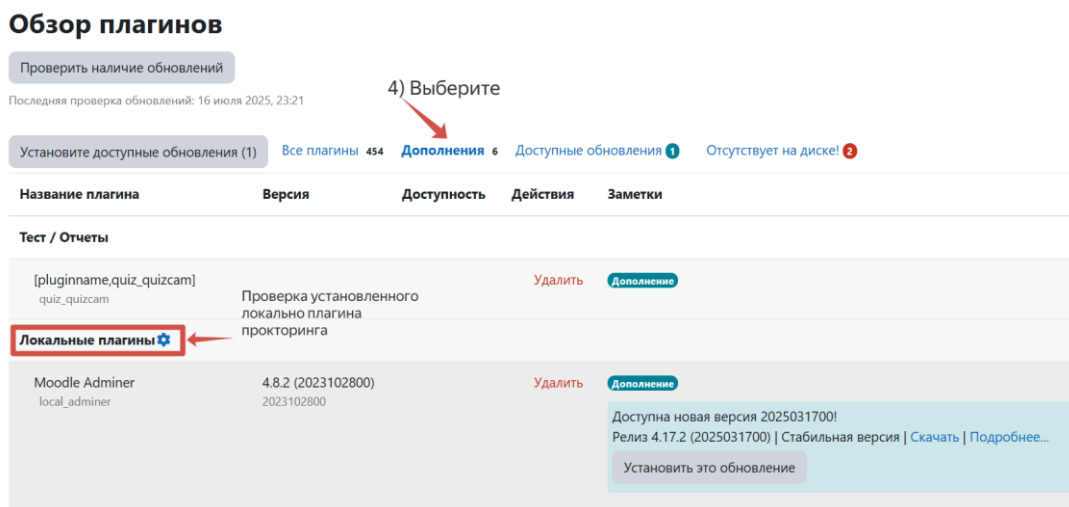 Обзор плагинов
Проверить наличие обновлений
4) Выберите
Последняя проверка обновлений: 16 июля 2025, 23:21
Установите доступные обновления (1) Все плагины 454 Дополнения 6 Доступные обновления 1 Отсутствует на диске! 2
Название плагина Версия Доступность Действия Заметки
Тест / Отчеты
[pluginname,quiz_quizcam] Удалить Дополнение
quiz_quizcam
Проверка установленного
локально плагина
прокторинга
Локальные плагины
Moodle Adminer 4.8.2 (2023102800) Удалить Дополнение
local_adminer 2023102800
Доступна новая версия 2025031700!
Релиз 4.17.2 (2025031700) | Стабильная версия | Скачать | Подробнее...
Установить это обновление